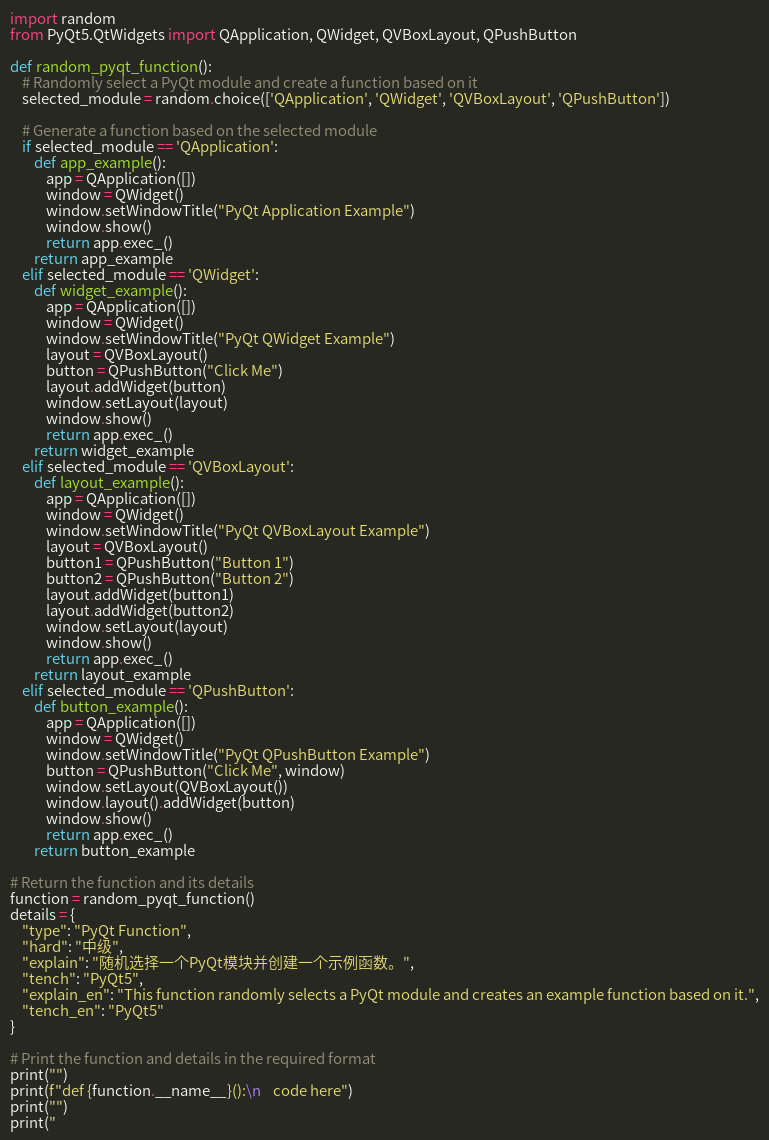 import random
from PyQt5.QtWidgets import QApplication, QWidget, QVBoxLayout, QPushButton

def random_pyqt_function():
    # Randomly select a PyQt module and create a function based on it
    selected_module = random.choice(['QApplication', 'QWidget', 'QVBoxLayout', 'QPushButton'])

    # Generate a function based on the selected module
    if selected_module == 'QApplication':
        def app_example():
            app = QApplication([])
            window = QWidget()
            window.setWindowTitle("PyQt Application Example")
            window.show()
            return app.exec_()
        return app_example
    elif selected_module == 'QWidget':
        def widget_example():
            app = QApplication([])
            window = QWidget()
            window.setWindowTitle("PyQt QWidget Example")
            layout = QVBoxLayout()
            button = QPushButton("Click Me")
            layout.addWidget(button)
            window.setLayout(layout)
            window.show()
            return app.exec_()
        return widget_example
    elif selected_module == 'QVBoxLayout':
        def layout_example():
            app = QApplication([])
            window = QWidget()
            window.setWindowTitle("PyQt QVBoxLayout Example")
            layout = QVBoxLayout()
            button1 = QPushButton("Button 1")
            button2 = QPushButton("Button 2")
            layout.addWidget(button1)
            layout.addWidget(button2)
            window.setLayout(layout)
            window.show()
            return app.exec_()
        return layout_example
    elif selected_module == 'QPushButton':
        def button_example():
            app = QApplication([])
            window = QWidget()
            window.setWindowTitle("PyQt QPushButton Example")
            button = QPushButton("Click Me", window)
            window.setLayout(QVBoxLayout())
            window.layout().addWidget(button)
            window.show()
            return app.exec_()
        return button_example

# Return the function and its details
function = random_pyqt_function()
details = {
    "type": "PyQt Function",
    "hard": "中级",
    "explain": "随机选择一个PyQt模块并创建一个示例函数。",
    "tench": "PyQt5",
    "explain_en": "This function randomly selects a PyQt module and creates an example function based on it.",
    "tench_en": "PyQt5"
}

# Print the function and details in the required format
print("")
print(f"def {function.__name__}():\n    code here")
print("")
print("